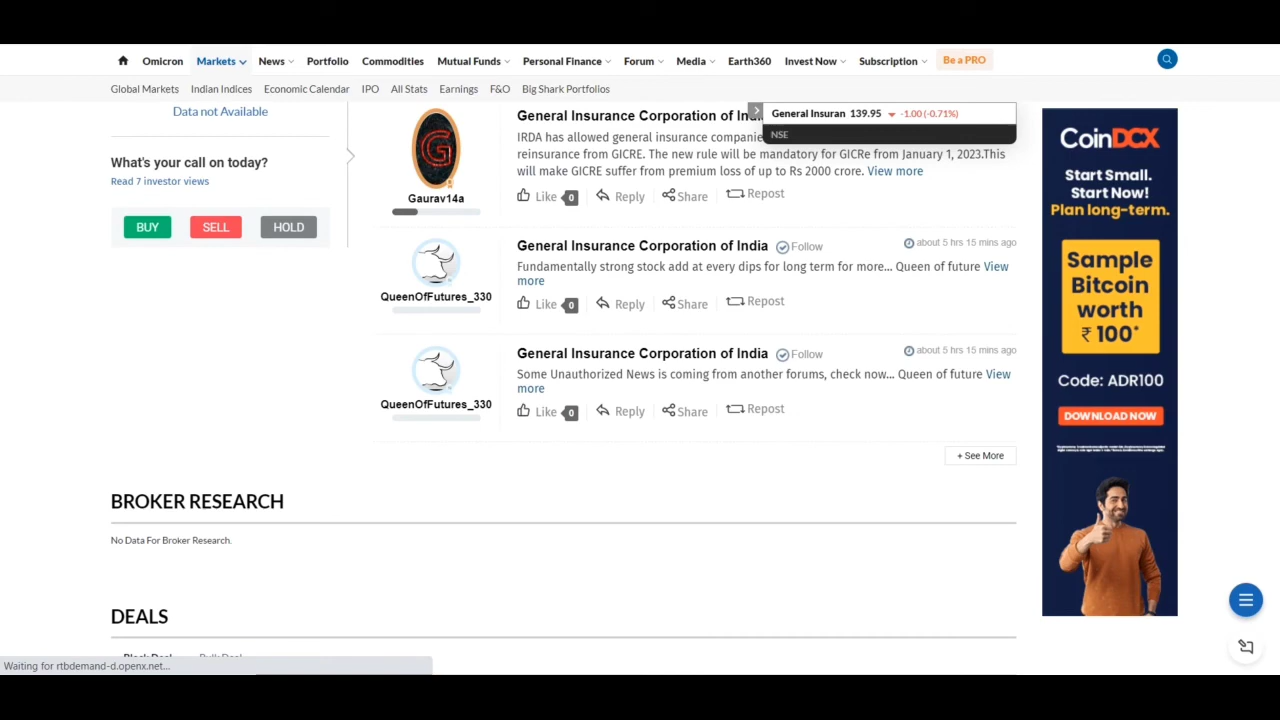 Omicron Markets News Portfolio Commodities Mutual Funds Personal Finance Forum Media Earth360 Invest Now Subscription Be a PRO
Global Markets Indian Indices Economic Calendar IPO All Stats Earnings F&O Big Shark Portfolios
Data not Available
What's your call on today?
Read 7 investor views
BUY SELL HOLD
General Insurance Corporation of
General Insuran 139.95 -1.00 (-0.71%)
NSE
IRDA has allowed general insurance companie
reinsurance from GICRE. The new rule will be mandatory for GICRe from January 1, 2023.This
will make GICRE suffer from premium loss of up to Rs 2000 crore. View more
Gaurav14a
Like 0 Reply Share Repost
General Insurance Corporation of India Follow about 5 hrs 15 mins ago
Fundamentally strong stock add at every dips for long term for more... Queen of future View
more
QueenOfFutures_330
Like 0 Reply Share Repost
General Insurance Corporation of India Follow about 5 hrs 15 mins ago
Some Unauthorized News is coming from another forums, check now... Queen of future View
more
QueenOfFutures_330
Like 0 Reply Share Repost
+ See More
BROKER RESEARCH
No Data For Broker Research.
DEALS
Waiting for rtbdemand-d.openx.net...
CoinDCX
Start Small.
Start Now!
Plan long-term.
Sample
Bitcoin
worth
₹ 100*
Code: ADR100
DOWNLOAD NOW